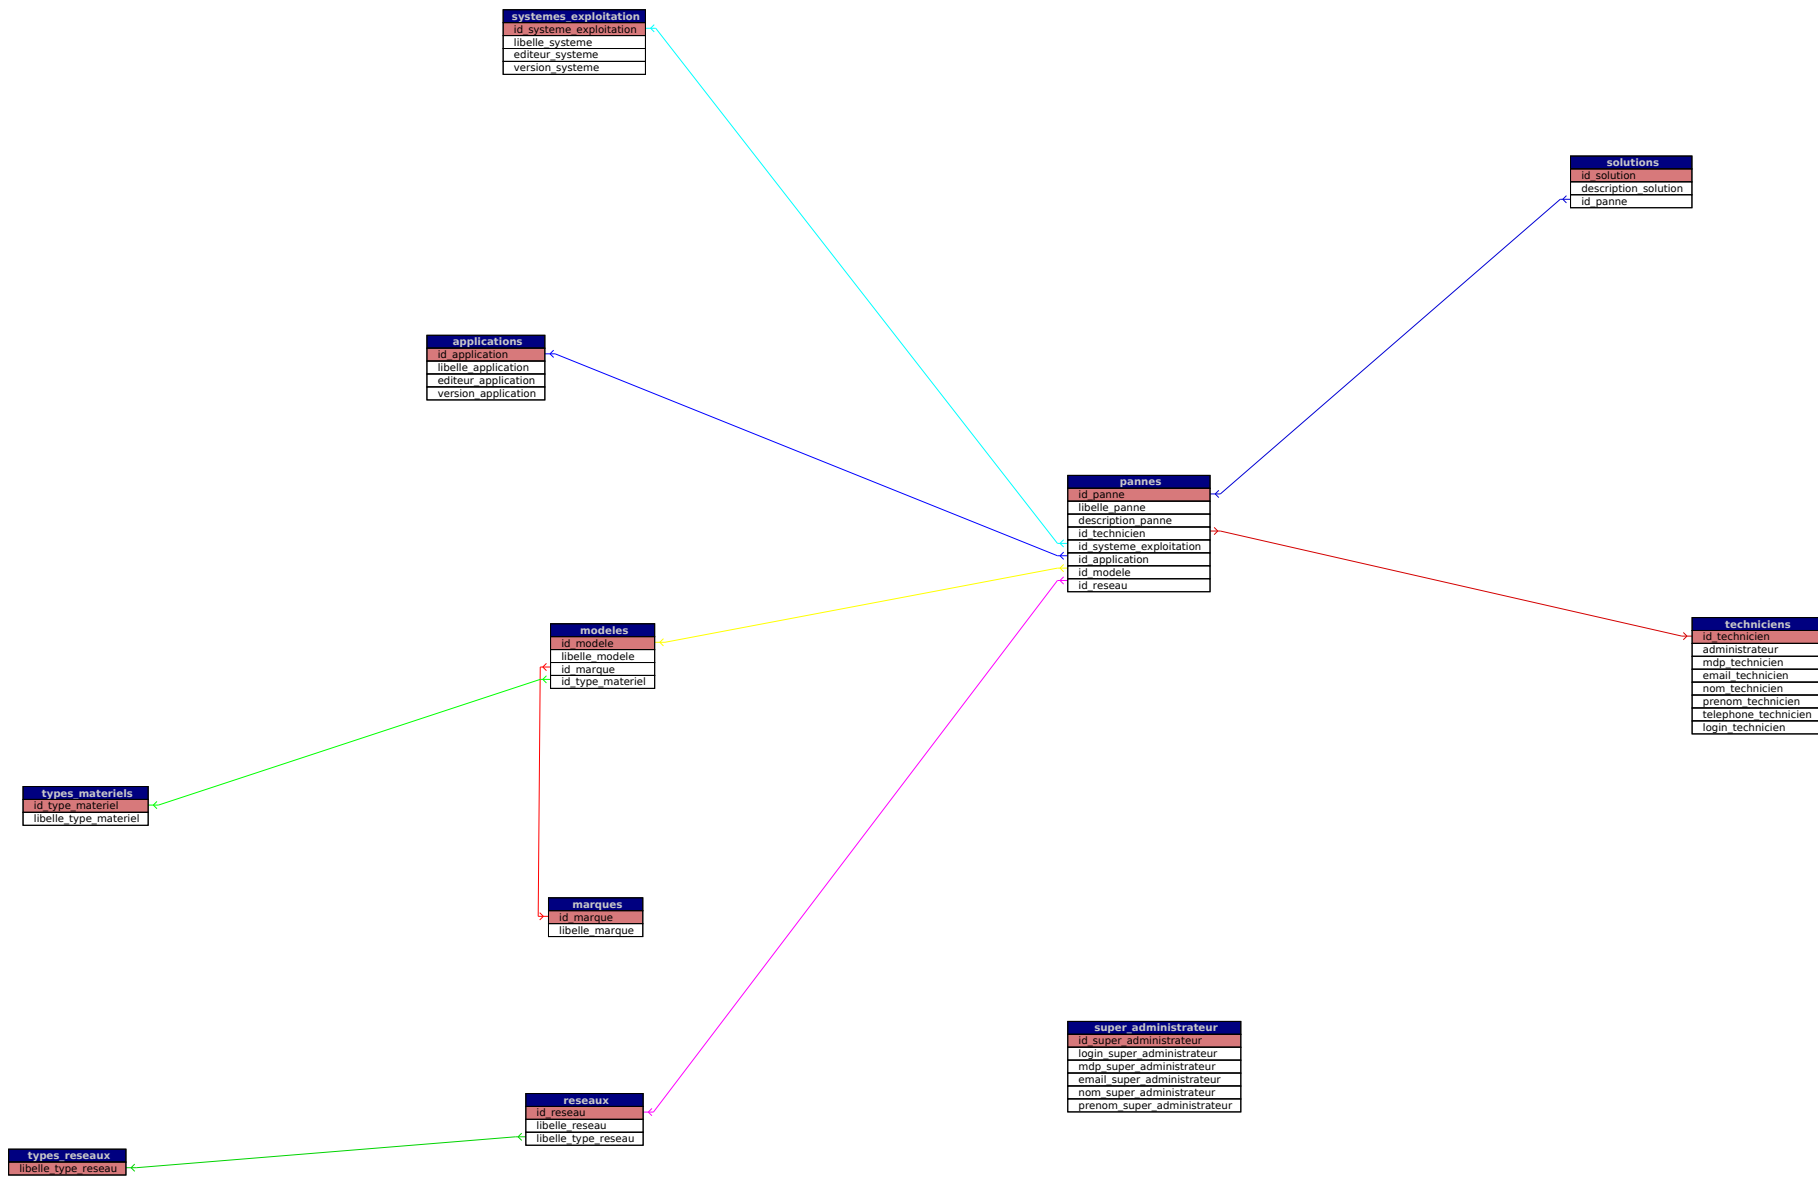 systemes_exploitation
id_systeme_exploitation
libelle_systeme
editeur_systeme
version_systeme
solutions
id_solution
description_solution
id_panne
applications
id_application
libelle_application
editeur_application
version_application
pannes
id_panne
libelle_panne
description_panne
id_technicien
id_systeme_exploitation
id_application
id_modele
id_reseau
techniciens
id_technicien
administrateur
mdp_technicien
email_technicien
nom_technicien
prenom_technicien
telephone_technicien
login_technicien
modeles
id_modele
libelle_modele
id_marque
id_type_materiel
types_materiels
id_type_materiel
libelle_type_materiel
marques
id_marque
libelle_marque
super_administrateur
id_super_administrateur
login_super_administrateur
mdp_super_administrateur
email_super_administrateur
nom_super_administrateur
prenom_super_administrateur
reseaux
id_reseau
libelle_reseau
libelle_type_reseau
types_reseaux
libelle_type_reseau